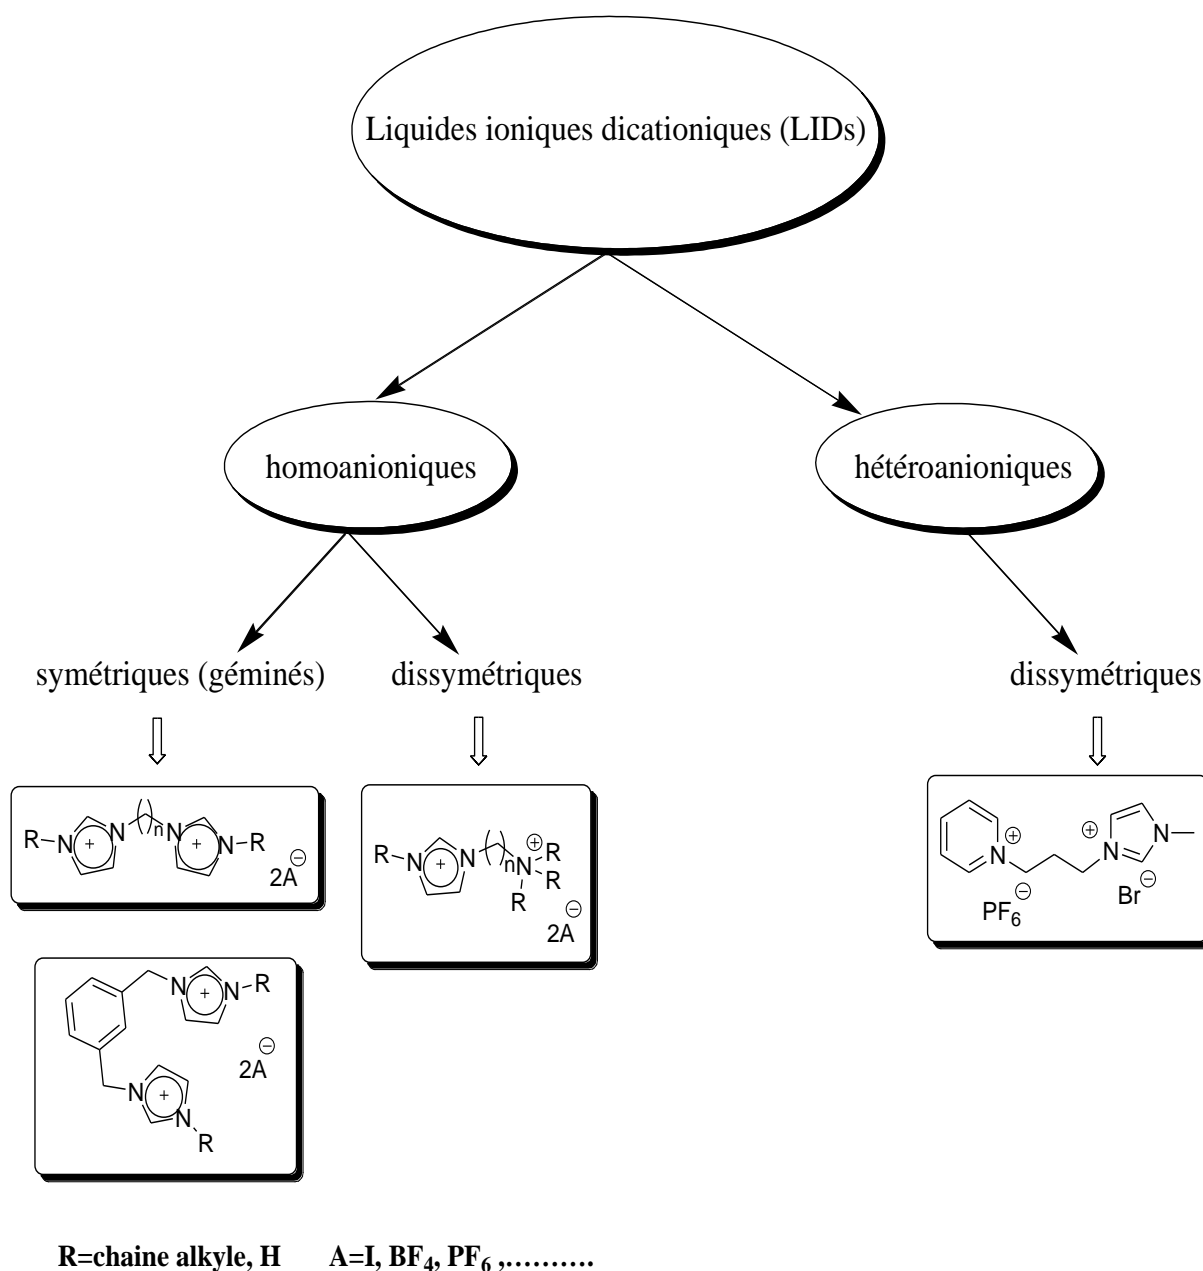 Liquides ioniques dicationiques (LIDs)
homoanioniques
hétéroanioniques
symétriques (géminés)
dissymétriques
dissymétriques
R N + N ( )n N + N R
2A⊖
R N + N ( )n N⊕ R R R
2A⊖
N⊕ ⊕N N
PF6⊖ Br⊖
N + N R
N + N R
2A⊖
R=chaine alkyle, H A=I, BF4, PF6 ,..........